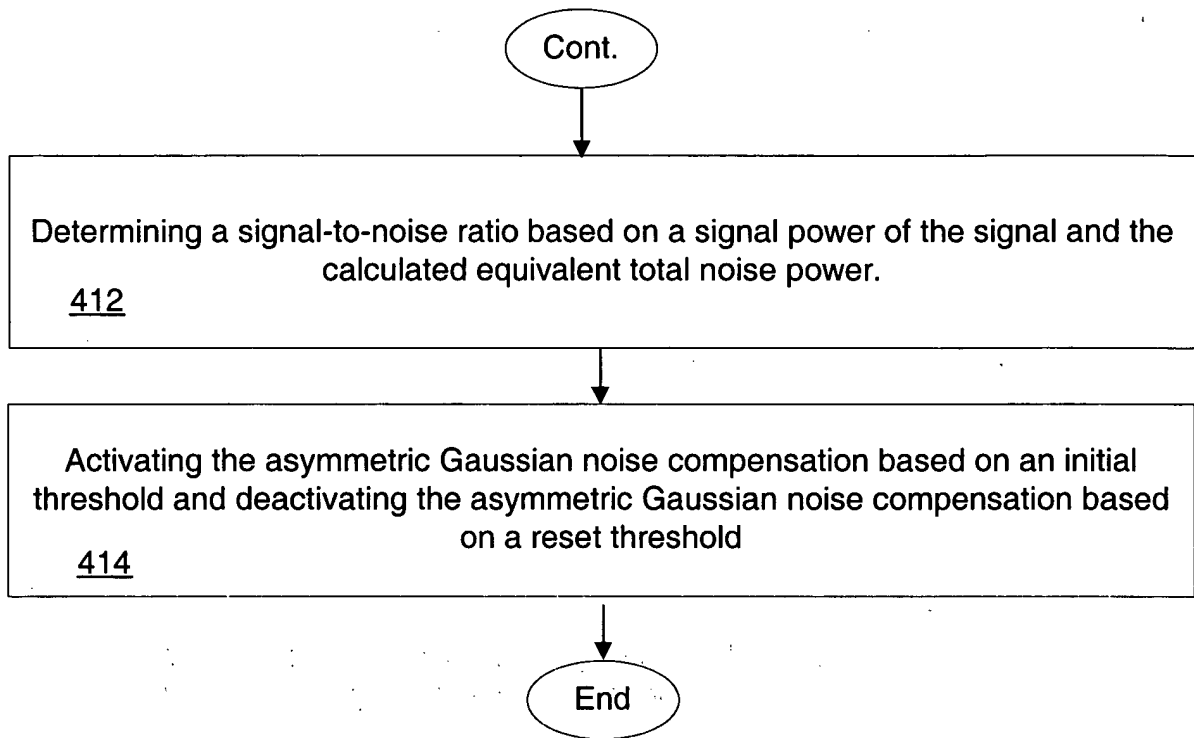 Cont.
Determining a signal-to-noise ratio based on a signal power of the signal and the
calculated equivalent total noise power.
412
Activating the asymmetric Gaussian noise compensation based on an initial
threshold and deactivating the asymmetric Gaussian noise compensation based
on a reset threshold
414
End